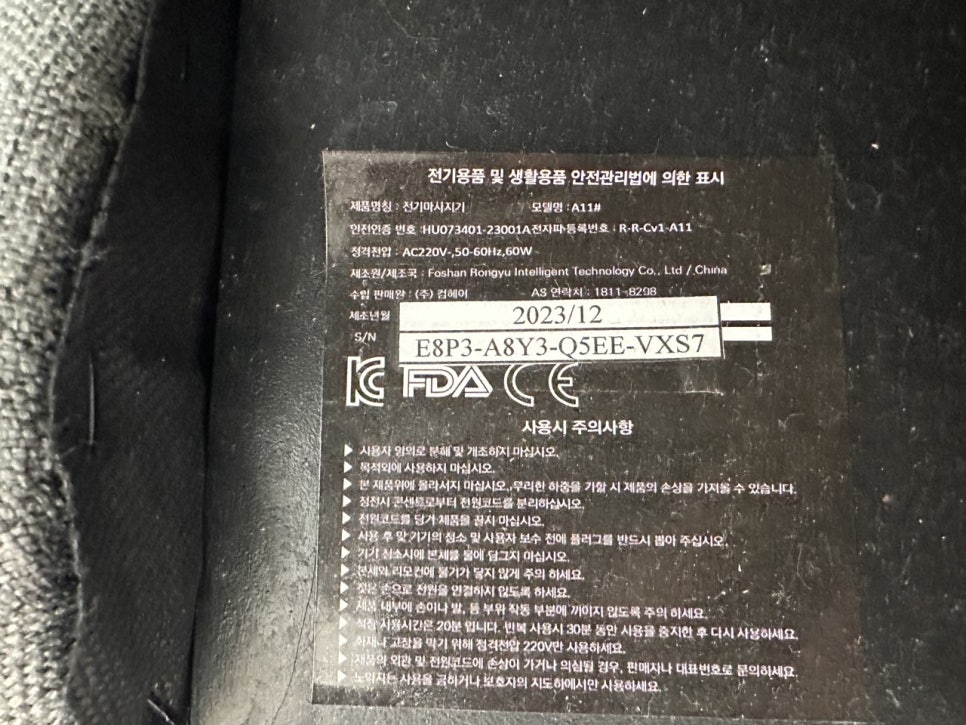 전기용품 및 생활용품 안전관리법에 의한 표시
제품명칭 : 전기마사지기 모델명 : A11#
안전인증 번호 :HU073401-23001A전자파 등록번호 : R-R-Cv1-A11
정격전압 : AC220V~,50-60Hz,60W
제조원/제조국 : Foshan Rongyu Intelligent Technology Co., Ltd / China
수입 판매원 : (주) 컴헤어 AS 연락처 : 1811-8298
제조년월 2023/12
S/N E8P3-A8Y3-Q5EE-VXS7
KC FDA CE
사용시 주의사항
▶ 사용자 임의로 분해 및 개조하지 마십시오.
▶ 목적외에 사용하지 마십시오.
▶ 본 제품위에 올라서지 마십시오.,무리한 하중을 가할 시 제품의 손상을 가져올 수 있습니다.
▶ 정전시 콘센트로부터 전원코드를 분리하십시오.
▶ 전원코드를 당겨 제품을 끌지 마십시오.
▶ 사용 후 맞 기기의 청소 및 사용자 보수 전에 플러그를 반드시 뽑아 주십시오.
▶ 기기 청소시에 본체를 물에 담그지 마십시오.
▶ 본체와 리모컨에 물기가 닿지 않게 주의 하세요.
▶ 젖은 손으로 전원을 연결하지 않도록 하세요.
▶ 제품 내부에 손이나 발, 등 부위 작동 부분에 끼이지 않도록 주의 하세요.
▶ 적정 사용시간은 20분 입니다. 반복 사용시 30분 동안 사용을 중지한 후 다시 사용하세요.
▶ 화재나 고장을 막기 위해 정격전압 220V만 사용하세요.
▶ 제품의 외관 및 전원코드에 손상이 가거나 의심될 경우, 판매자나 대표번호로 문의하세요.
▶ 노약자는 사용을 금하거나 보호자의 지도하에서만 사용하세요.